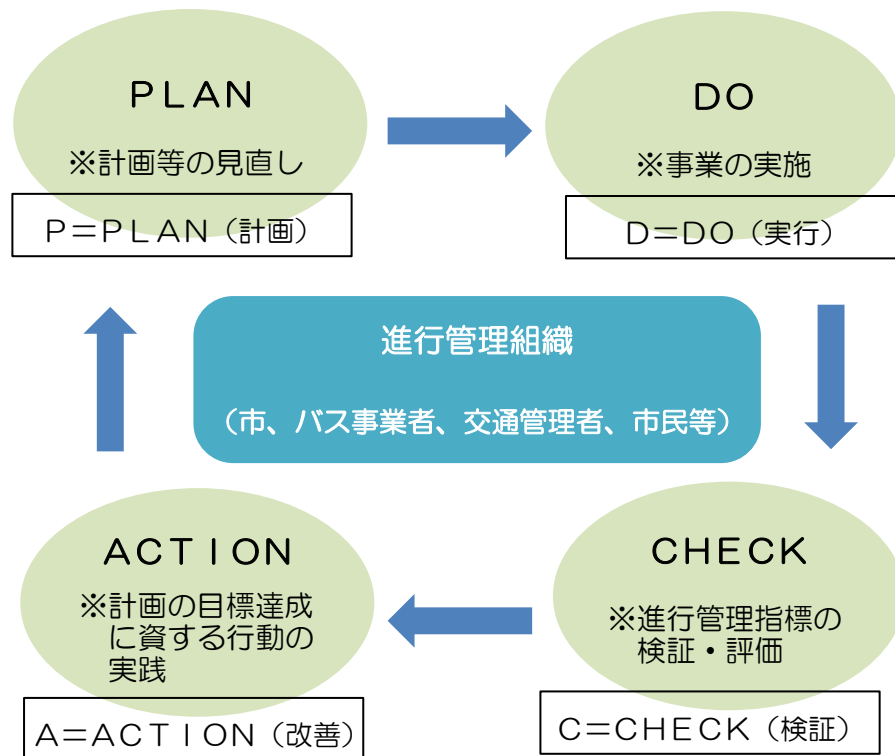 PLAN
※計画等の見直し
P=PLAN(計画)
DO
※事業の実施
D=DO(実行)
進行管理組織
(市、バス事業者、交通管理者、市民等)
ACTION
※計画の目標達成
に資する行動の
実践
A=ACTION(改善)
CHECK
※進行管理指標の
検証・評価
C=CHECK(検証)